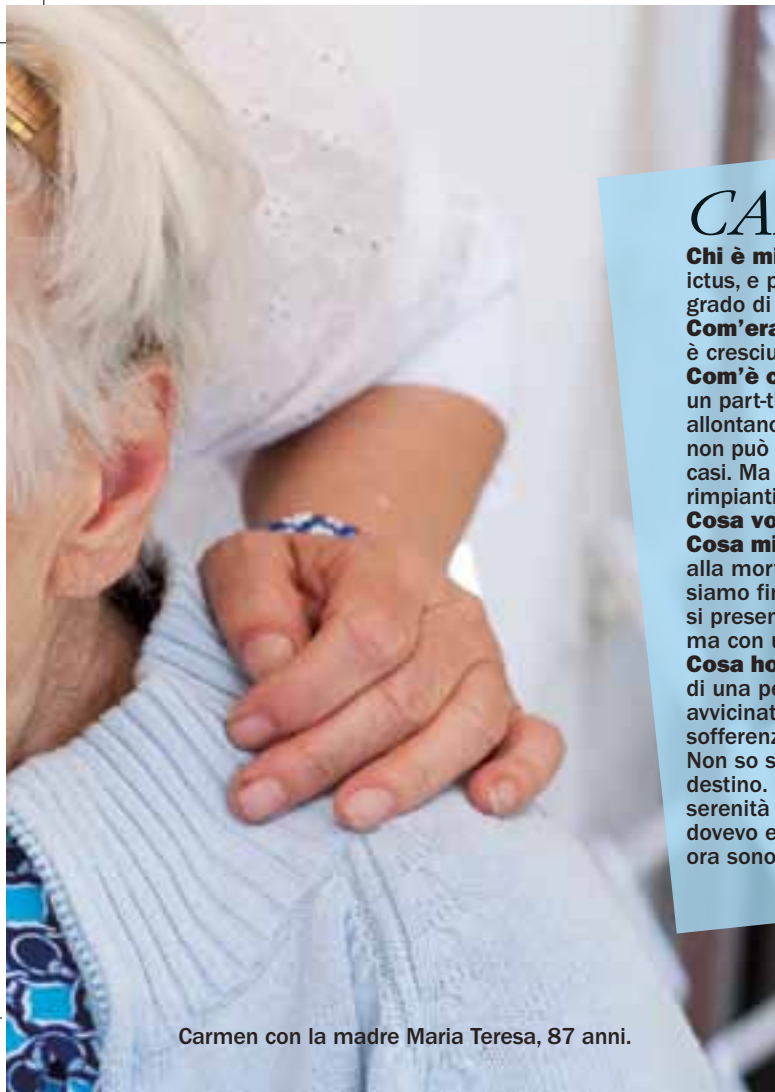 CA
Chi è mi
ictus, e p
grado di
Com'era
è cresciu
Com'è c
un part-t
allontano
non può
casi. Ma
rimpianti
Cosa vo
Cosa mi
alla mor
siamo fin
si preser
ma con u
Cosa ho
di una pe
avvicinat
sofferenz
Non so s
destino.
serenità
dovevo e
ora sono
Carmen con la madre Maria Teresa, 87 anni.